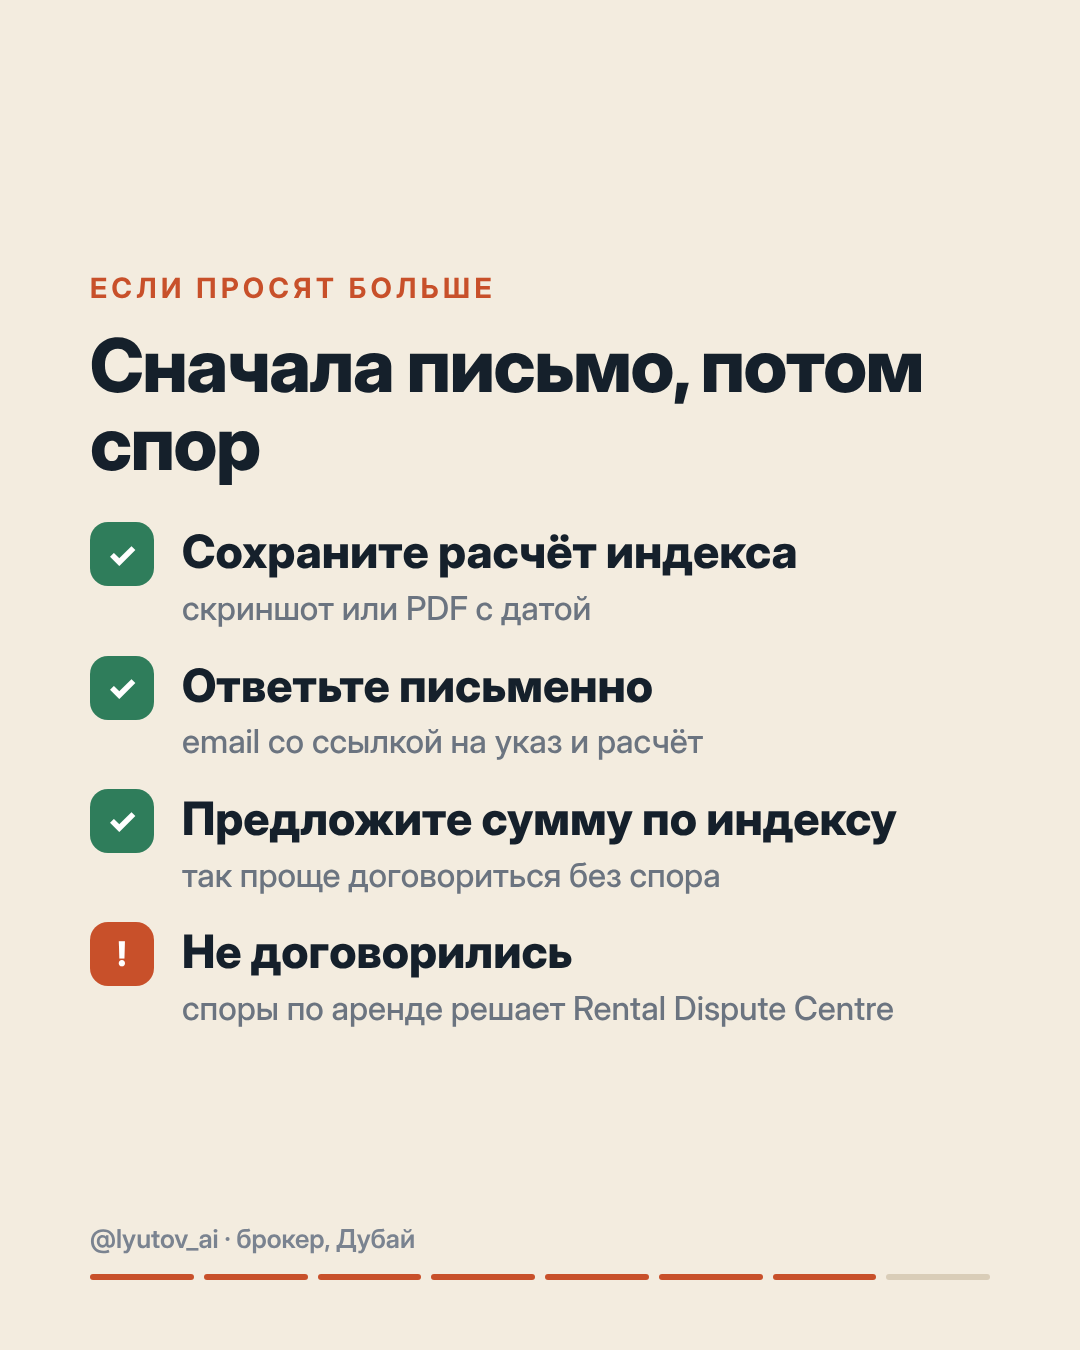 ЕСЛИ ПРОСЯТ БОЛЬШЕ
Сначала письмо, потом
спор
Сохраните расчёт индекса
скриншот или PDF с датой
Ответьте письменно
email со ссылкой на указ и расчёт
Предложите сумму по индексу
так проще договориться без спора
! Не договорились
споры по аренде решает Rental Dispute Centre
@lyutov_ai · брокер, Дубай